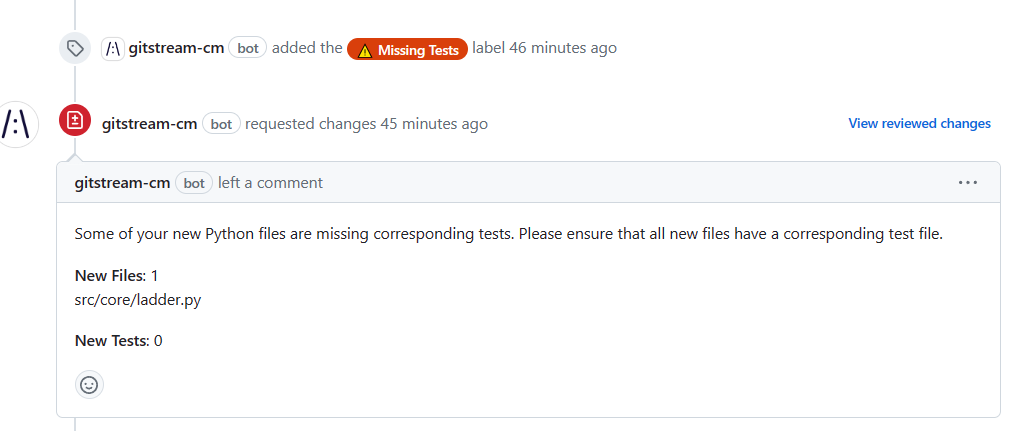 gitstream-cm bot added the Missing Tests label 46 minutes ago
gitstream-cm bot requested changes 45 minutes ago View reviewed changes
gitstream-cm bot left a comment
Some of your new Python files are missing corresponding tests. Please ensure that all new files have a corresponding test file.
New Files: 1
src/core/ladder.py
New Tests: 0